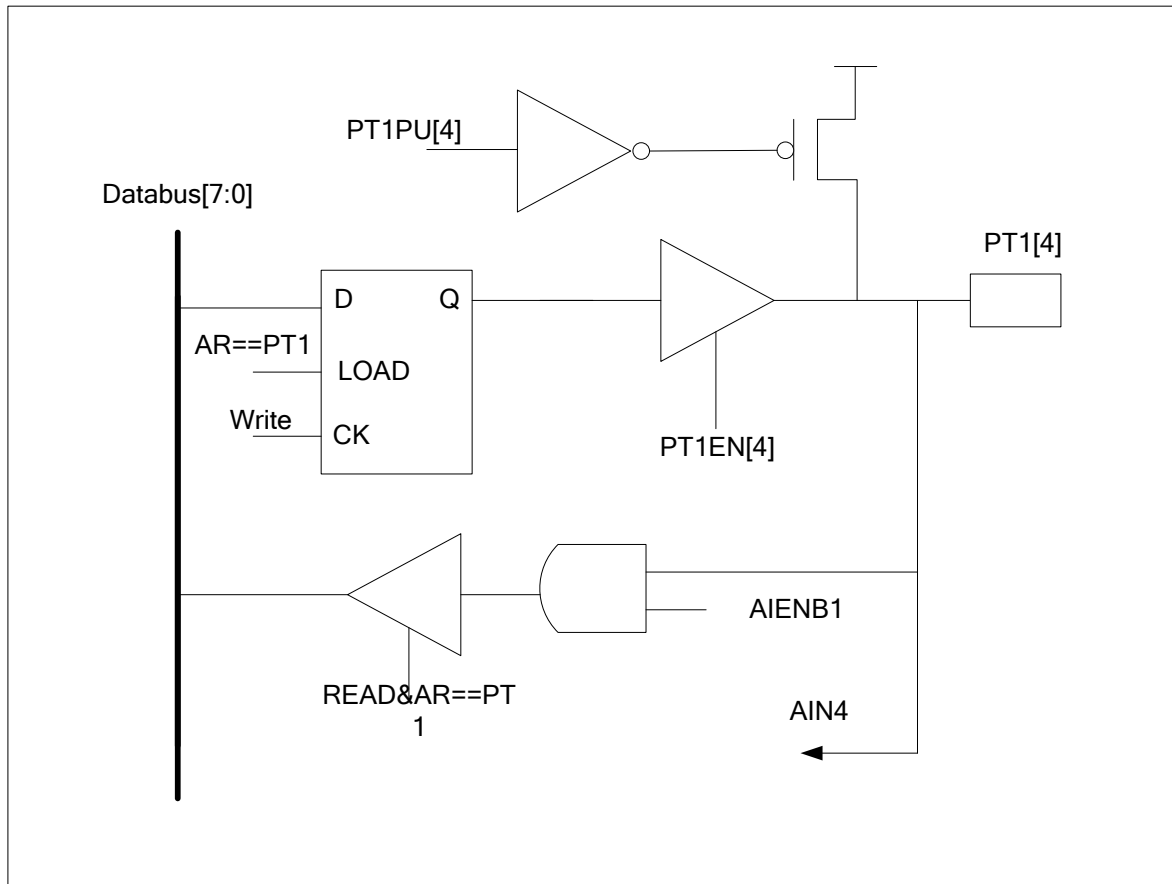 PT1PU[4]
Databus[7:0]
PT1[4]
D
Q
AR==PT1
LOAD
Write
CK
PT1EN[4]
AIENB1
READ&AR==PT
1
AIN4